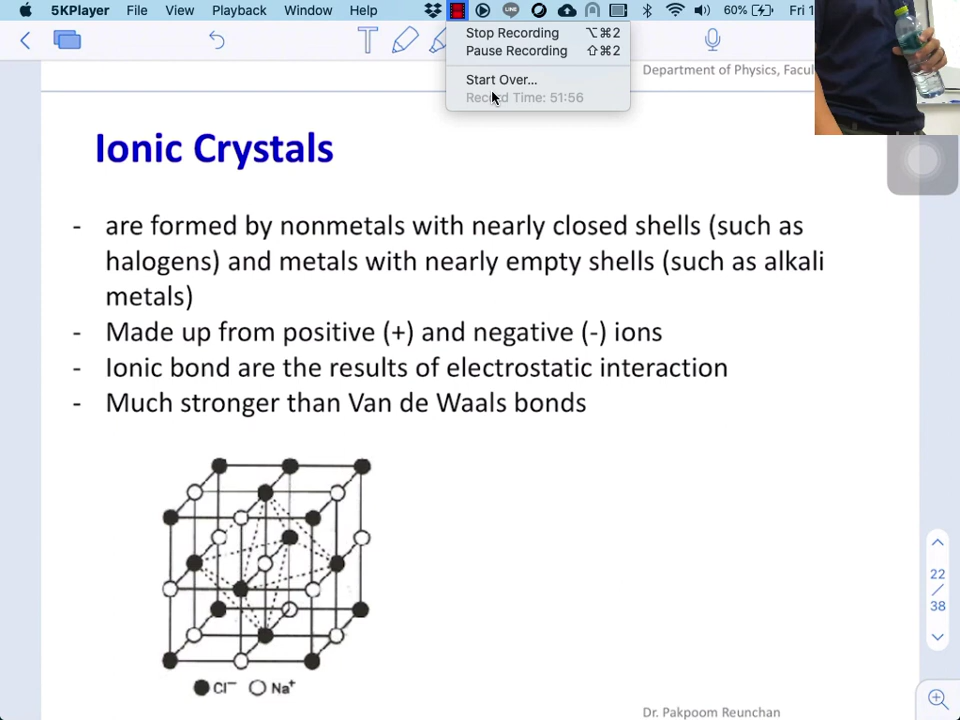 5KPlayer File View Playback Window Help LINE 60% Fri 1
Stop Recording ⌥⌘2
Pause Recording ⇧⌘2
Start Over...
Record Time: 51:56
T
Department of Physics, Facul
Ionic Crystals
- are formed by nonmetals with nearly closed shells (such as
halogens) and metals with nearly empty shells (such as alkali
metals)
- Made up from positive (+) and negative (-) ions
- Ionic bond are the results of electrostatic interaction
- Much stronger than Van de Waals bonds
Cl⁻ Na⁺
22
/
38
Dr. Pakpoom Reunchan